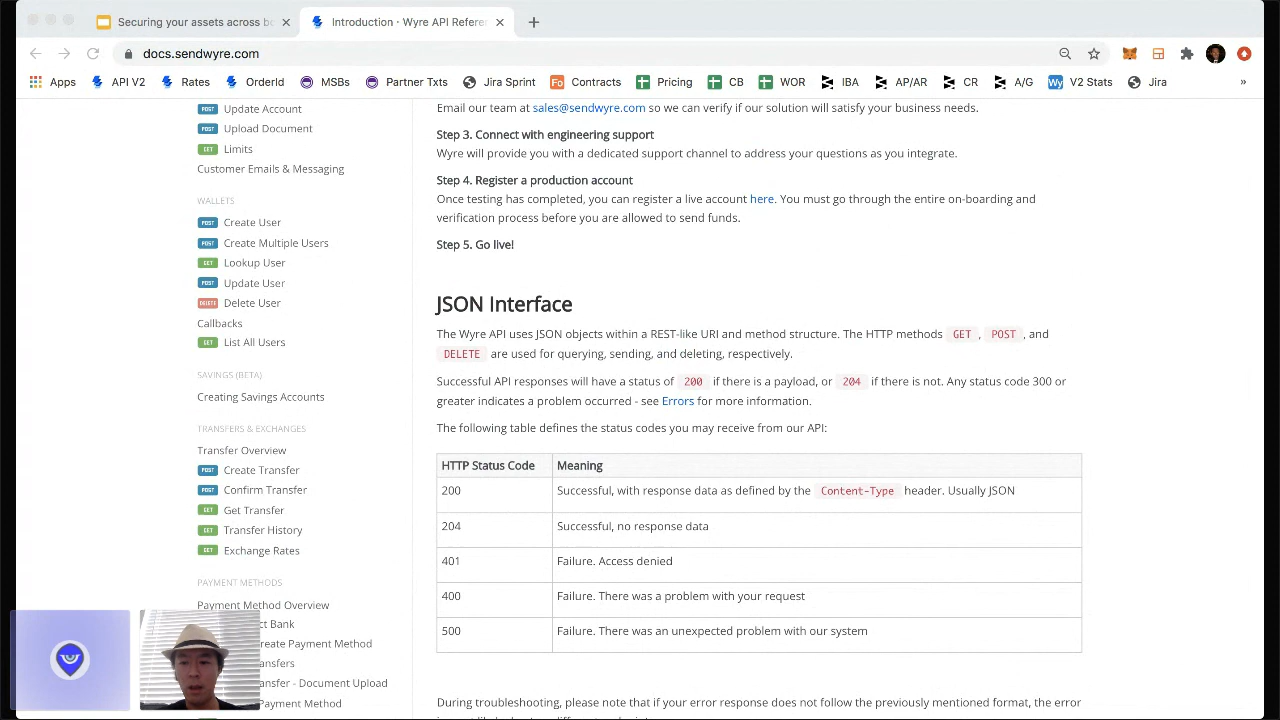 Securing your assets across bo
Introduction - Wyre API Refere
docs.sendwyre.com
Apps
API V2
Rates
OrderId
MSBs
Partner Txts
Jira Sprint
Contracts
Pricing
CB
WOR
IBA
AP/AR
CR
A/G
V2 Stats
Jira
»
POST Update Account
POST Upload Document
GET Limits
Customer Emails & Messaging
WALLETS
POST Create User
POST Create Multiple Users
GET Lookup User
POST Update User
DELETE Delete User
Callbacks
GET List All Users
SAVINGS (BETA)
Creating Savings Accounts
TRANSFERS & EXCHANGES
Transfer Overview
POST Create Transfer
POST Confirm Transfer
GET Get Transfer
GET Transfer History
GET Exchange Rates
PAYMENT METHODS
Payment Method Overview
ct Bank
reate Payment Method
ansfers
ansfer - Document Upload
Payment Method
Email our team at sales@sendwyre.com so we can verify if our solution will satisfy your business needs.
Step 3. Connect with engineering support
Wyre will provide you with a dedicated support channel to address your questions as you integrate.
Step 4. Register a production account
Once testing has completed, you can register a live account here. You must go through the entire on-boarding and
verification process before you are allowed to send funds.
Step 5. Go live!
JSON Interface
The Wyre API uses JSON objects within a REST-like URI and method structure. The HTTP methods GET, POST, and
DELETE are used for querying, sending, and deleting, respectively.
Successful API responses will have a status of 200 if there is a payload, or 204 if there is not. Any status code 300 or
greater indicates a problem occurred - see Errors for more information.
The following table defines the status codes you may receive from our API:
HTTP Status Code Meaning
200 Successful, with response data as defined by the Content-Type header. Usually JSON
204 Successful, no response data
401 Failure. Access denied
400 Failure. There was a problem with your request
500 Failure. There was an unexpected problem with our system
During troubleshooting, please note that if your response does not follow the aforementioned format, the error